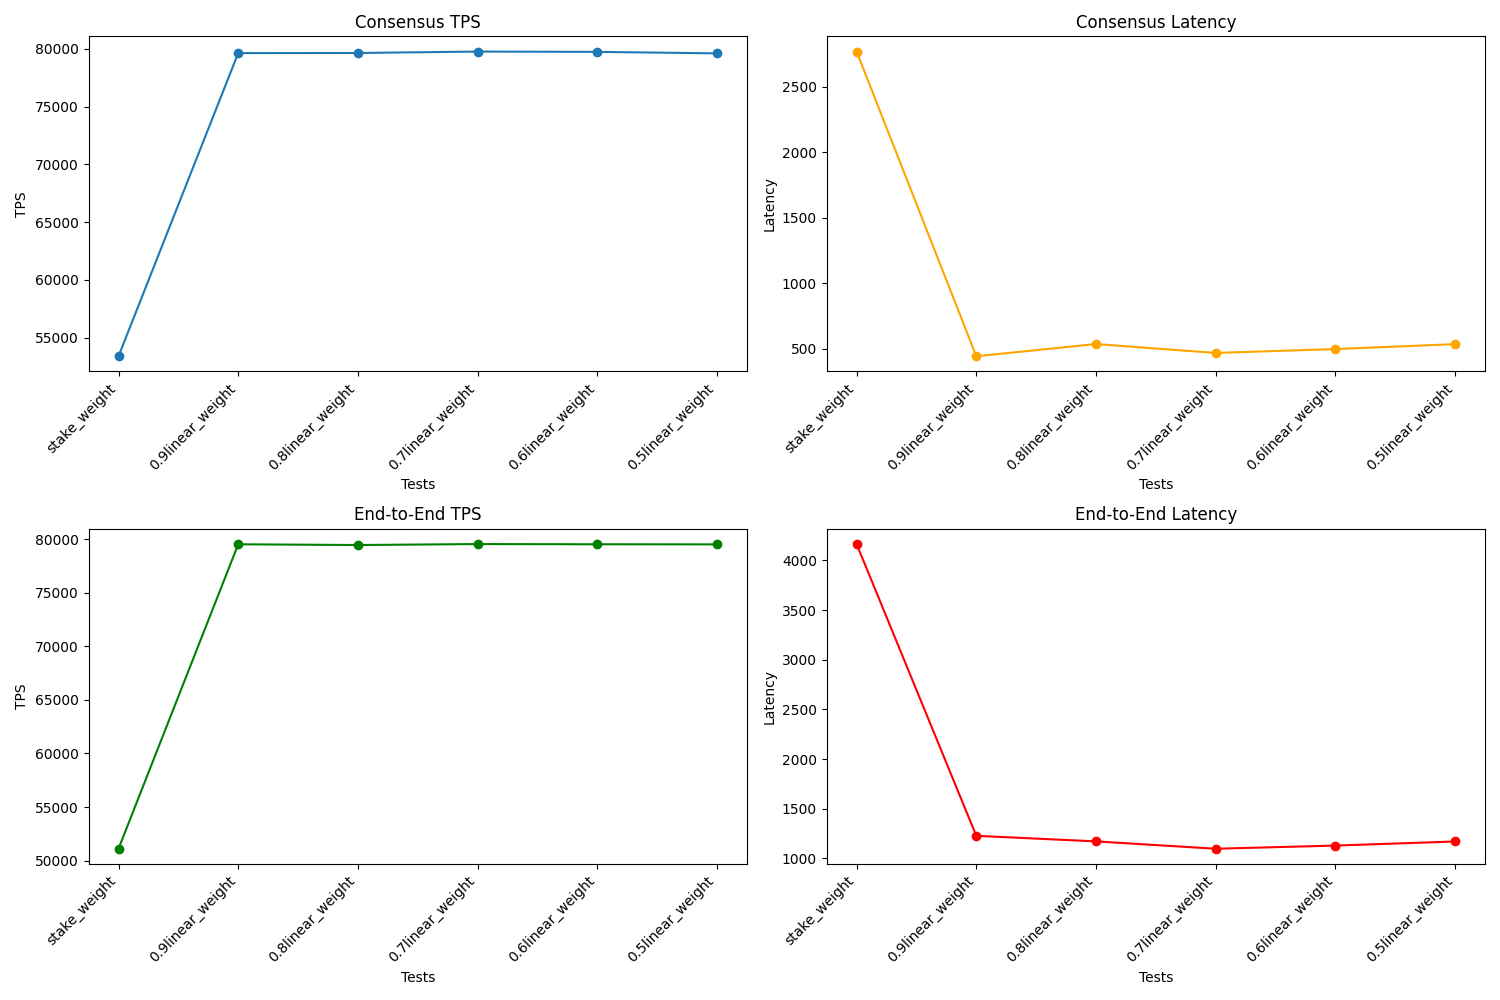 Consensus TPS
80000
75000
70000
65000
60000
55000
TPS
stake_weight
0.9linear_weight
0.8linear_weight
0.7linear_weight
0.6linear_weight
0.5linear_weight
Tests
Consensus Latency
2500
2000
1500
1000
500
Latency
stake_weight
0.9linear_weight
0.8linear_weight
0.7linear_weight
0.6linear_weight
0.5linear_weight
Tests
End-to-End TPS
80000
75000
70000
65000
60000
55000
50000
TPS
stake_weight
0.9linear_weight
0.8linear_weight
0.7linear_weight
0.6linear_weight
0.5linear_weight
Tests
End-to-End Latency
4000
3500
3000
2500
2000
1500
1000
Latency
stake_weight
0.9linear_weight
0.8linear_weight
0.7linear_weight
0.6linear_weight
0.5linear_weight
Tests